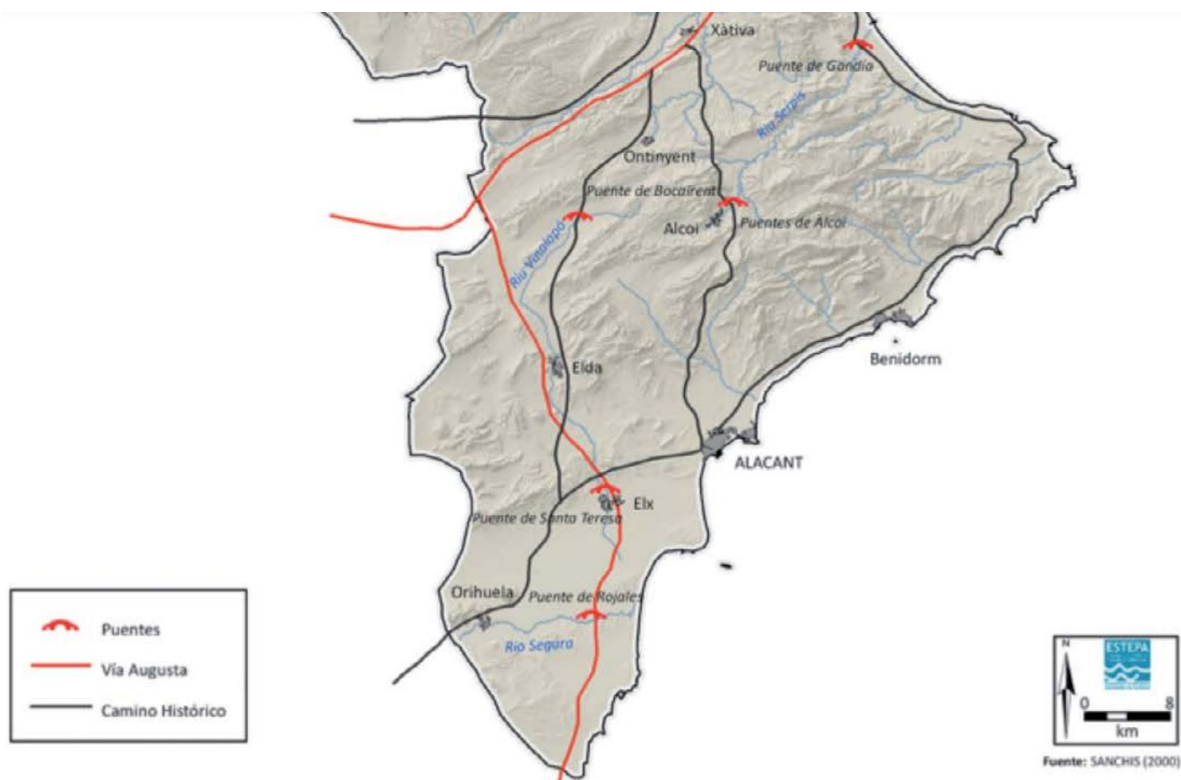 Xàtiva
Puente de Gandía
Río Serpis
Ontinyent
Puente de Bocairent
Alcoi
Puentes de Alcoi
Riu Vinalopó
Benidorm
Elda
ALACANT
Elx
Puente de Santa Teresa
Orihuela
Puente de Rojales
Río Segura
Puentes
Vía Augusta
Camino Histórico
N
ESTEPA
0 8
km
Fuente: SANCHIS (2000)